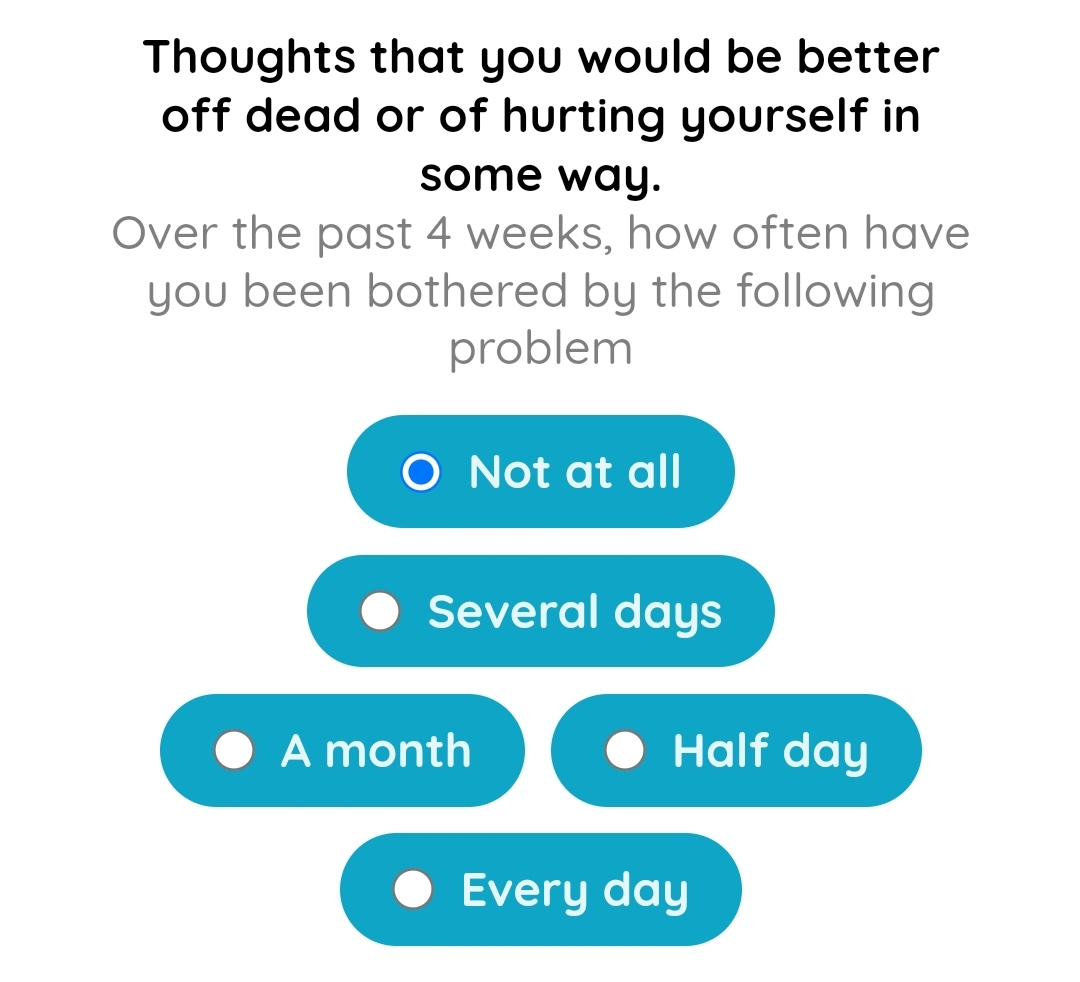 Thoughts that you would be better
off dead or of hurting yourself in
some way.
Over the past 4 weeks, how often have
you been bothered by the following
problem
Not at all
Several days
A month
Half day
Every day